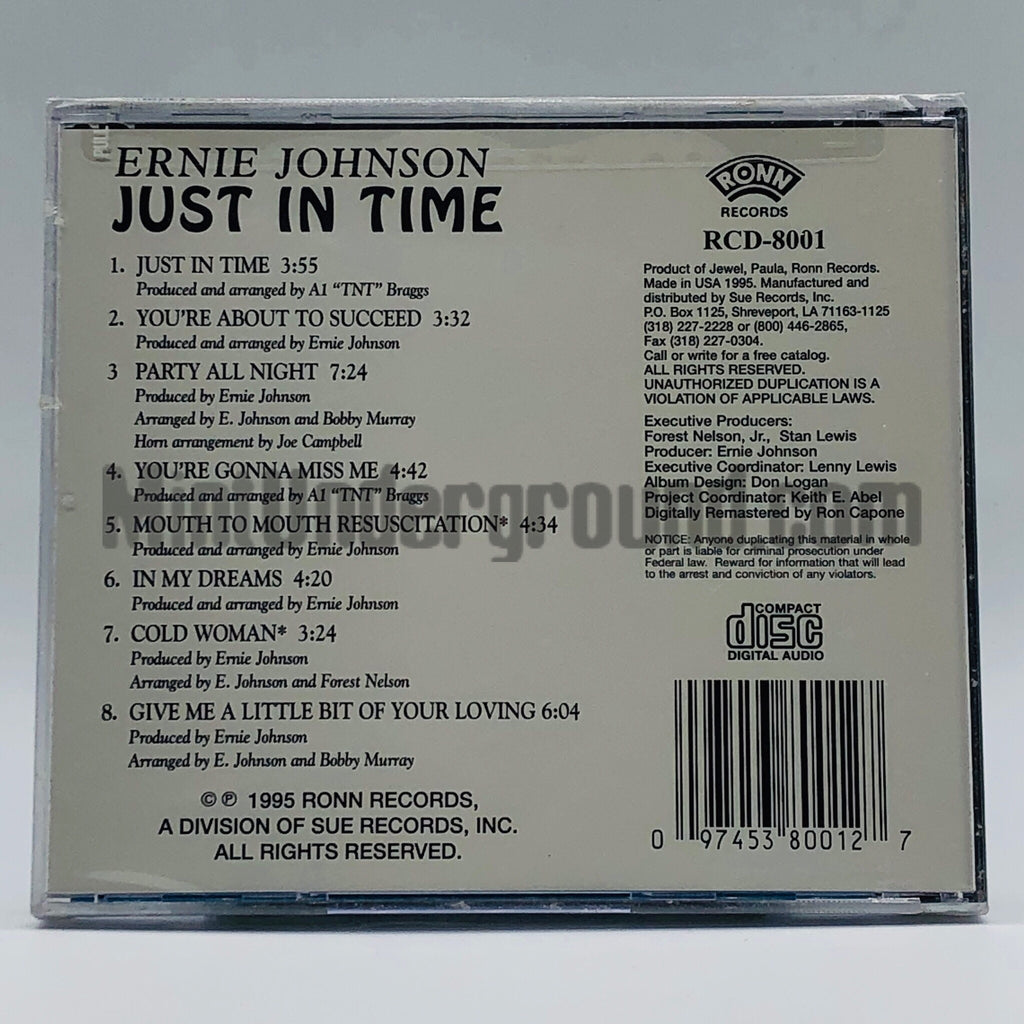 PULL
ERNIE JOHNSON
JUST IN TIME
1. JUST IN TIME 3:55
Produced and arranged by A1 "TNT" Braggs
2. YOU'RE ABOUT TO SUCCEED 3:32
Produced and arranged by Ernie Johnson
3 PARTY ALL NIGHT 7:24
Produced by Ernie Johnson
Arranged by E. Johnson and Bobby Murray
Horn arrangement by Joe Campbell
4. YOU'RE GONNA MISS ME 4:42
Produced and arranged by A1 "TNT" Braggs
5. MOUTH TO MOUTH RESUSCITATION* 4:34
Produced and arranged by Ernie Johnson
6. IN MY DREAMS 4:20
Produced and arranged by Ernie Johnson
7. COLD WOMAN* 3:24
Produced by Ernie Johnson
Arranged by E. Johnson and Forest Nelson
8. GIVE ME A LITTLE BIT OF YOUR LOVING 6:04
Produced by Ernie Johnson
Arranged by E. Johnson and Bobby Murray
© ℗ 1995 RONN RECORDS,
A DIVISION OF SUE RECORDS, INC.
ALL RIGHTS RESERVED.
RONN
RECORDS
RCD-8001
Product of Jewel, Paula, Ronn Records.
Made in USA 1995. Manufactured and
distributed by Sue Records, Inc.
P.O. Box 1125, Shreveport, LA 71163-1125
(318) 227-2228 or (800) 446-2865,
Fax (318) 227-0304.
Call or write for a free catalog.
ALL RIGHTS RESERVED.
UNAUTHORIZED DUPLICATION IS A
VIOLATION OF APPLICABLE LAWS.
Executive Producers:
Forest Nelson, Jr., Stan Lewis
Producer: Ernie Johnson
Executive Coordinator: Lenny Lewis
Album Design: Don Logan
Project Coordinator: Keith E. Abel
Digitally Remastered by Ron Capone
NOTICE: Anyone duplicating this material in whole
or part is liable for criminal prosecution under
Federal law. Reward for information that will lead
to the arrest and conviction of any violators.
COMPACT
disc
DIGITAL AUDIO
0 97453 80012 7